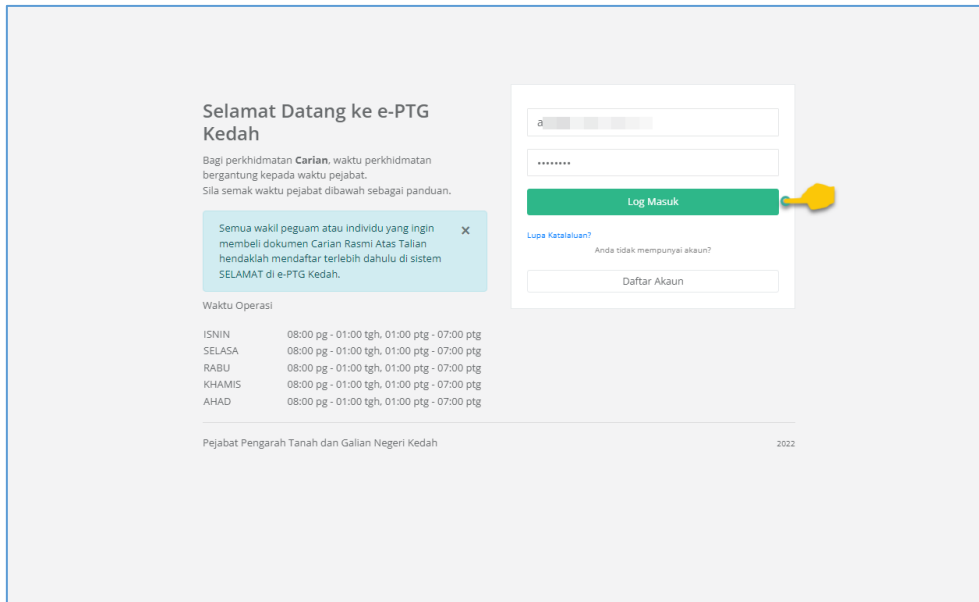 Selamat Datang ke e-PTG
Kedah
Bagi perkhidmatan Carian, waktu perkhidmatan
bergantung kepada waktu pejabat.
Sila semak waktu pejabat dibawah sebagai panduan.
Semua wakil peguam atau individu yang ingin
membeli dokumen Carian Rasmi Atas Talian
hendaklah mendaftar terlebih dahulu di sistem
SELAMAT di e-PTG Kedah.
×
Waktu Operasi
ISNIN 08:00 pg - 01:00 tgh, 01:00 ptg - 07:00 ptg
SELASA 08:00 pg - 01:00 tgh, 01:00 ptg - 07:00 ptg
RABU 08:00 pg - 01:00 tgh, 01:00 ptg - 07:00 ptg
KHAMIS 08:00 pg - 01:00 tgh, 01:00 ptg - 07:00 ptg
AHAD 08:00 pg - 01:00 tgh, 01:00 ptg - 07:00 ptg
a
••••••••
Log Masuk
Lupa Katalaluan?
Anda tidak mempunyai akaun?
Daftar Akaun
Pejabat Pengarah Tanah dan Galian Negeri Kedah
2022